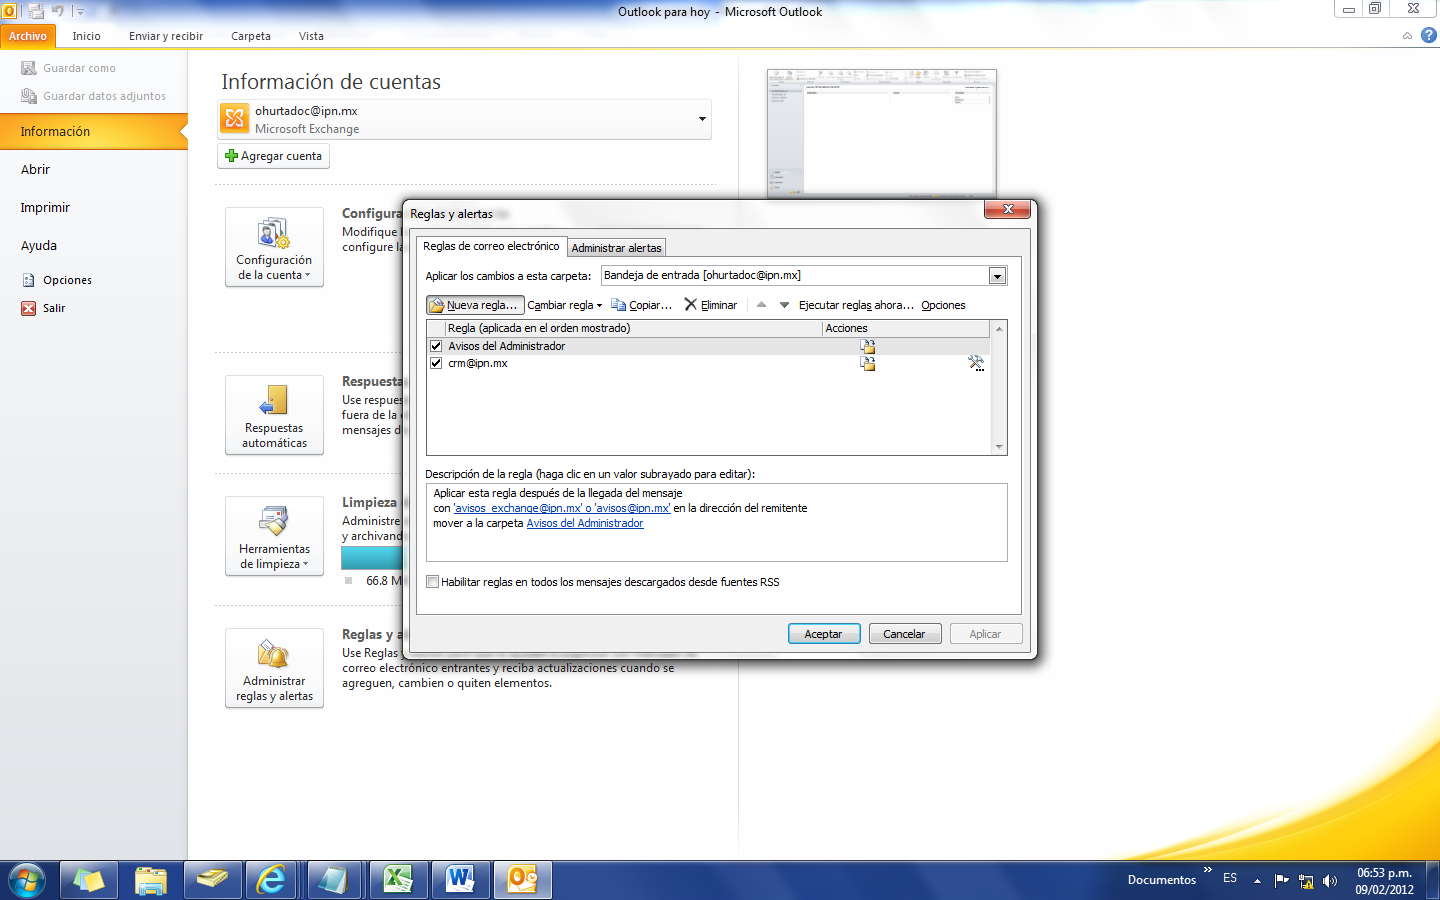 Outlook para hoy - Microsoft Outlook
Archivo
Inicio
Enviar y recibir
Carpeta
Vista
Guardar como
Guardar datos adjuntos
Información
Abrir
Imprimir
Ayuda
Opciones
Salir
Información de cuentas
ohurtadoc@ipn.mx
Microsoft Exchange
Agregar cuenta
Configuración
de la cuenta
Configura
Modifique
configure la
Respuestas
automáticas
Respuesta
Use respues
fuera de la
mensajes d
Herramientas
de limpieza
Limpieza
Administre
y archivand
66.8 M
Administrar
reglas y alertas
Reglas y a
Use Reglas
correo electrónico entrantes y reciba actualizaciones cuando se
agreguen, cambien o quiten elementos.
Reglas y alertas
Reglas de correo electrónico
Administrar alertas
Aplicar los cambios a esta carpeta:
Bandeja de entrada [ohurtadoc@ipn.mx]
Nueva regla...
Cambiar regla
Copiar...
Eliminar
Ejecutar reglas ahora...
Opciones
Regla (aplicada en el orden mostrado)
Acciones
Avisos del Administrador
crm@ipn.mx
Descripción de la regla (haga clic en un valor subrayado para editar):
Aplicar esta regla después de la llegada del mensaje
con 'avisos_exchange@ipn.mx' o 'avisos@ipn.mx' en la dirección del remitente
mover a la carpeta Avisos del Administrador
Habilitar reglas en todos los mensajes descargados desde fuentes RSS
Aceptar
Cancelar
Aplicar
Documentos
ES
06:53 p.m.
09/02/2012